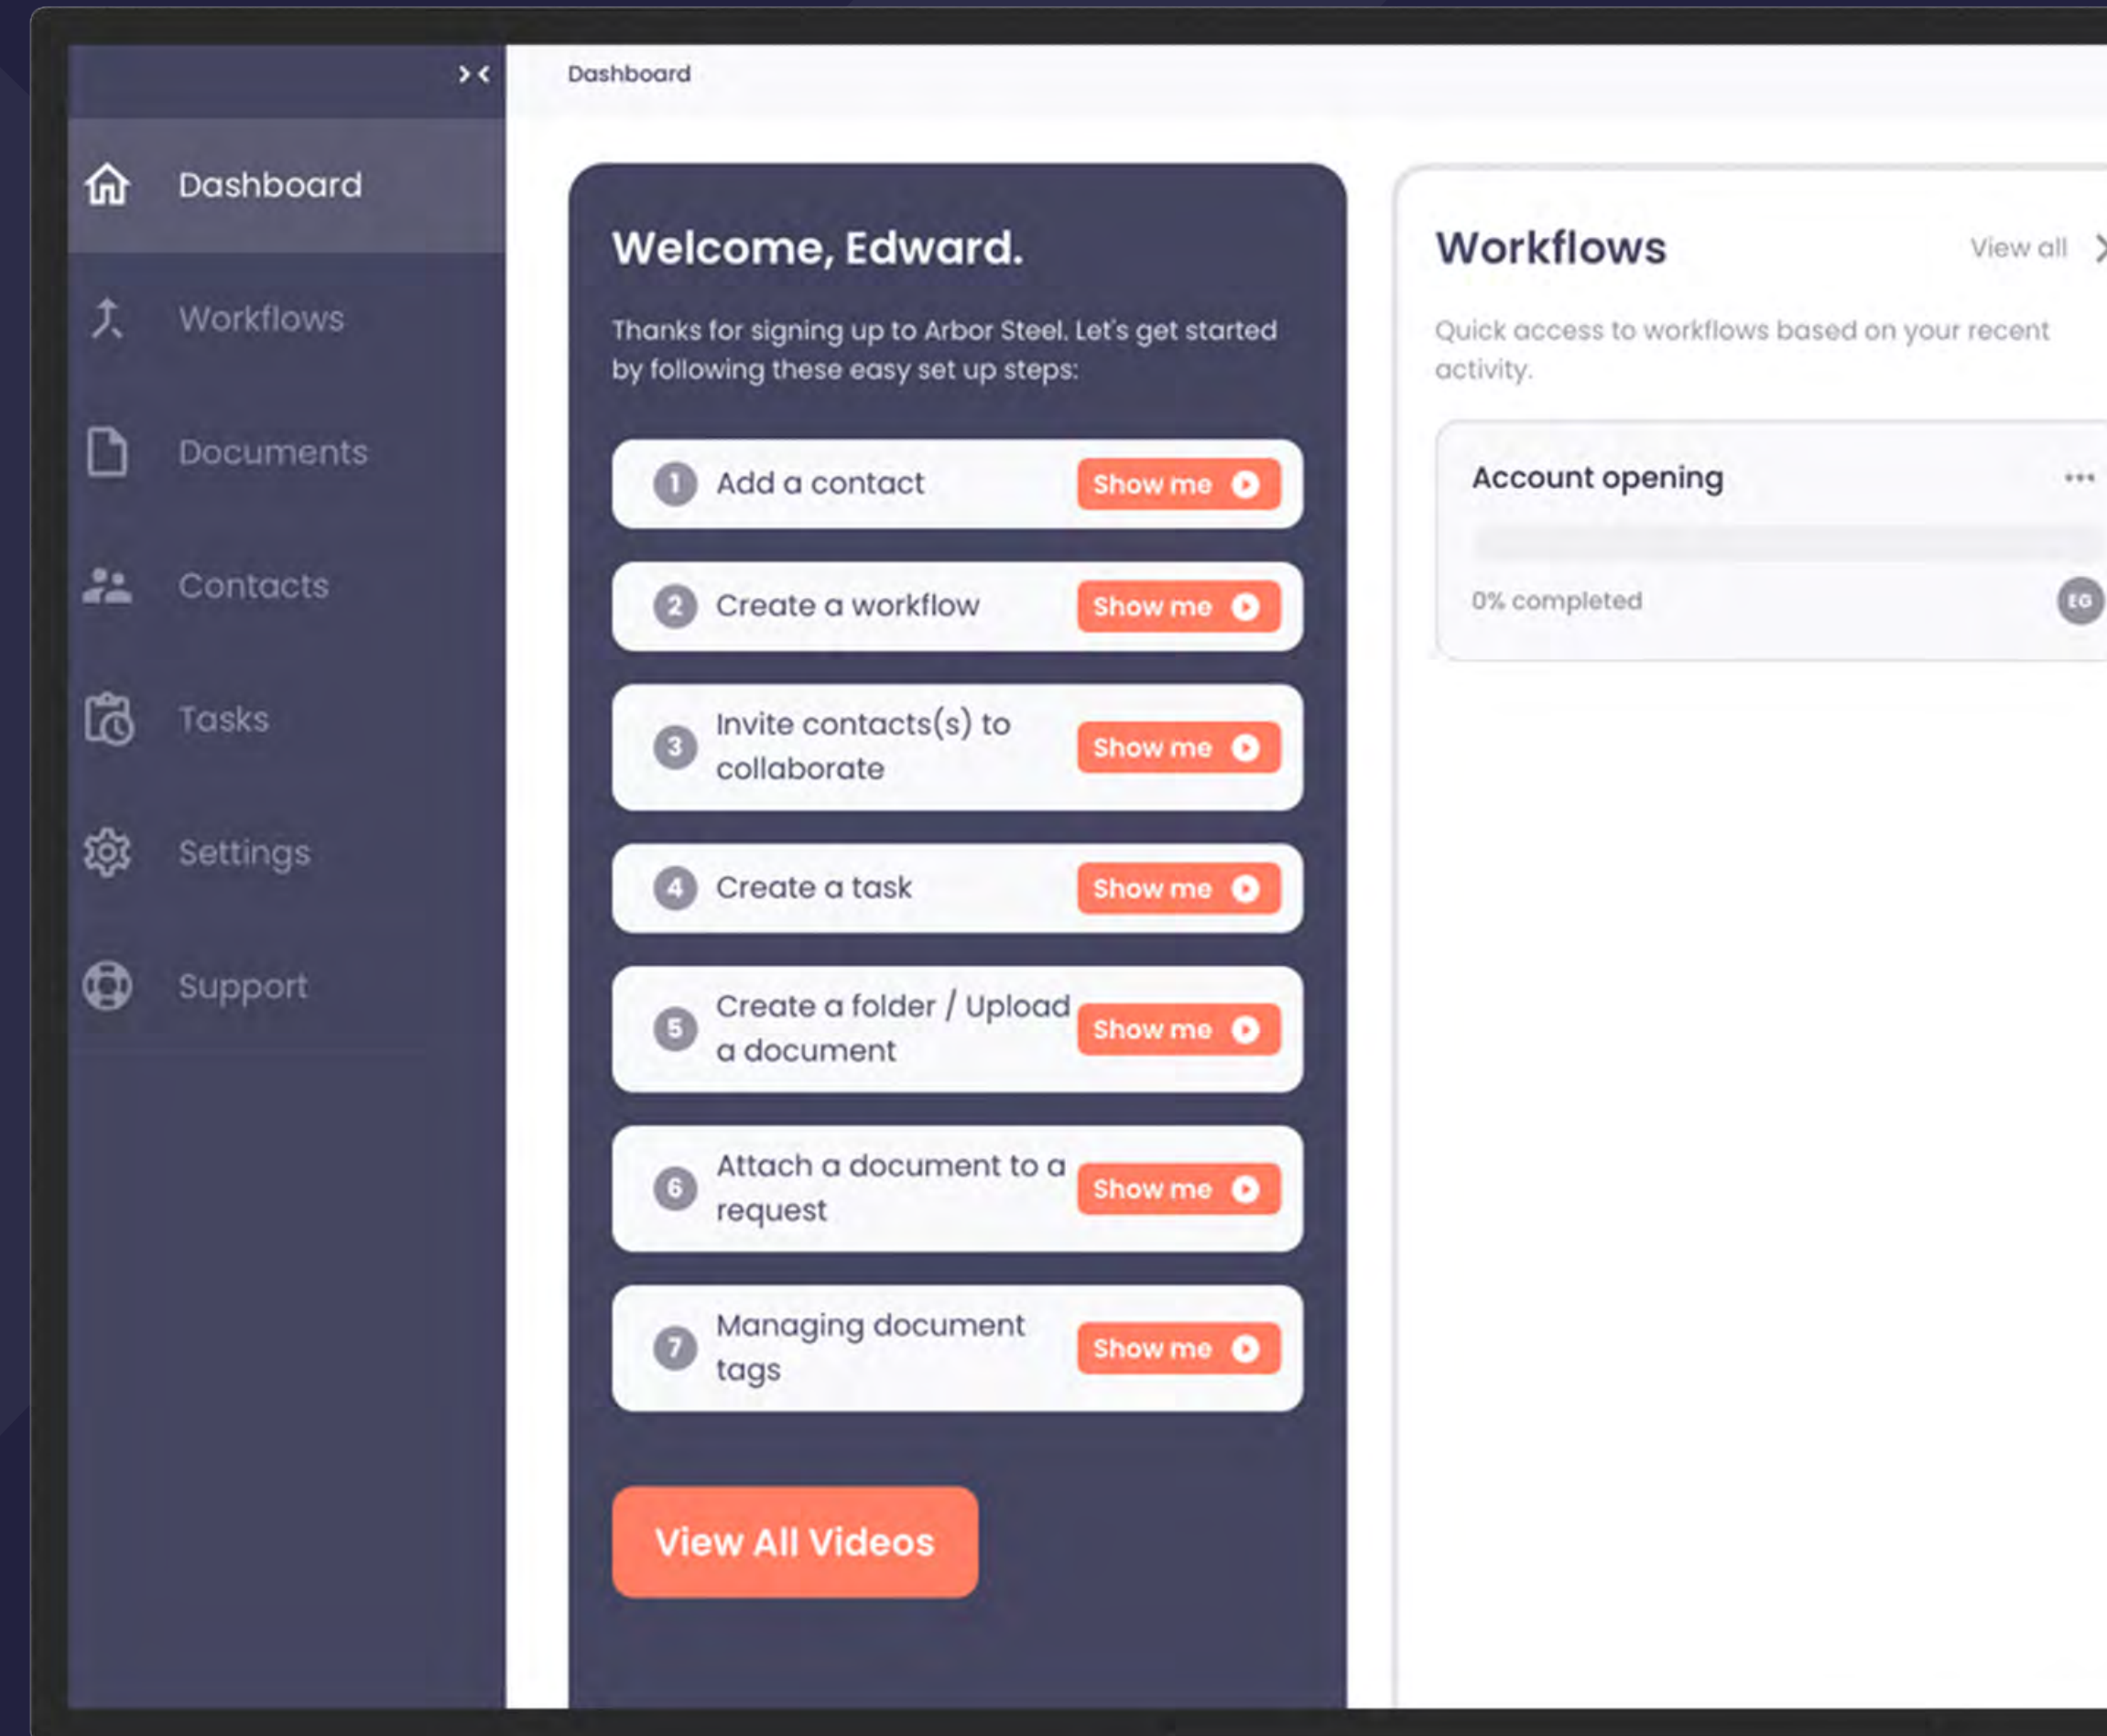 Dashboard
Dashboard
Workflows
Documents
Contacts
Tasks
Settings
Support
Welcome, Edward.
Thanks for signing up to Arbor Steel. Let's get started
by following these easy set up steps:
1 Add a contact Show me
2 Create a workflow Show me
3 Invite contacts(s) to
collaborate
Show me
4 Create a task Show me
5 Create a folder / Upload
a document
Show me
6 Attach a document to a
request
Show me
7 Managing document
tags
Show me
View All Videos
Workflows View all
Quick access to workflows based on your recent
activity.
Account opening
0% completed EG